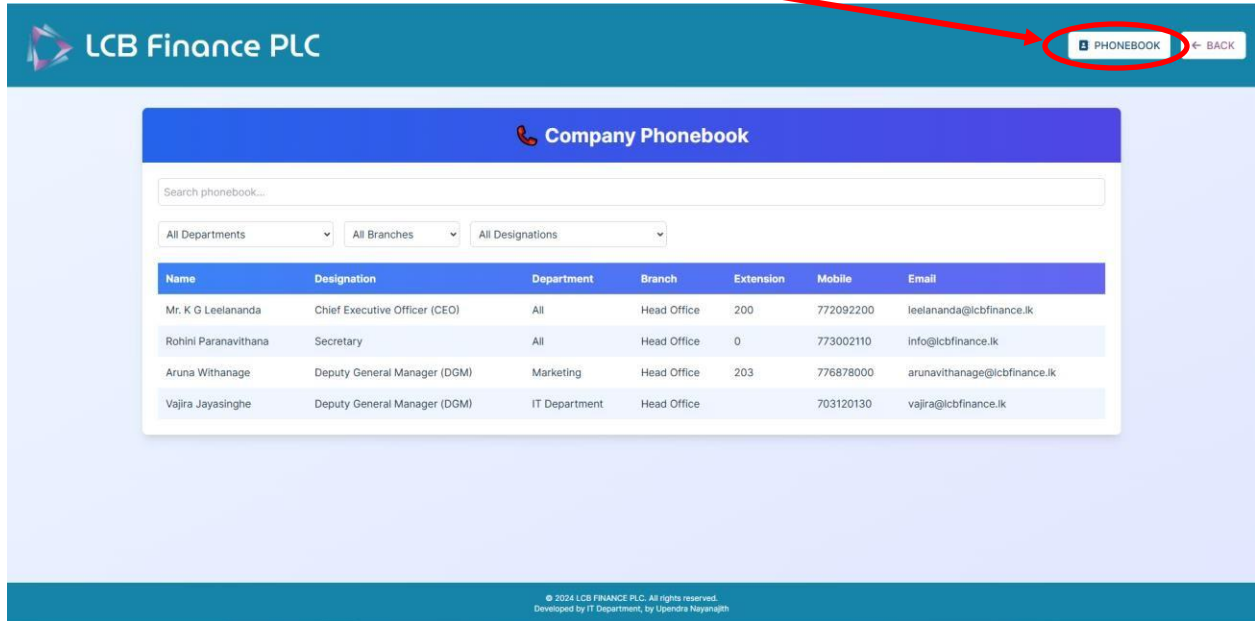 LCB Finance PLC
PHONEBOOK
← BACK
Company Phonebook
Search phonebook...
All Departments All Branches All Designations
Name Designation Department Branch Extension Mobile Email
Mr. K G Leelananda Chief Executive Officer (CEO) All Head Office 200 772092200 leelananda@lcbfinance.lk
Rohini Paranavithana Secretary All Head Office 0 773002110 info@lcbfinance.lk
Aruna Withanage Deputy General Manager (DGM) Marketing Head Office 203 776878000 arunavithanage@lcbfinance.lk
Vajira Jayasinghe Deputy General Manager (DGM) IT Department Head Office 703120130 vajira@lcbfinance.lk
© 2024 LCB FINANCE PLC. All rights reserved.
Developed by IT Department, by Upendra Nayanajith